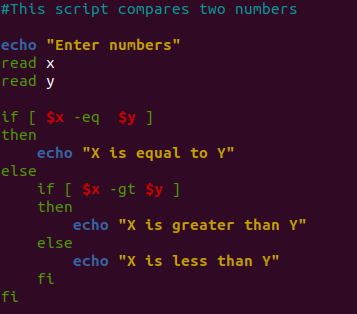 #This script compares two numbers

echo "Enter numbers"
read x
read y

if [ $x -eq  $y ]
then
    echo "X is equal to Y"
else
    if [ $x -gt $y ]
    then
        echo "X is greater than Y"
    else
        echo "X is less than Y"
    fi
fi